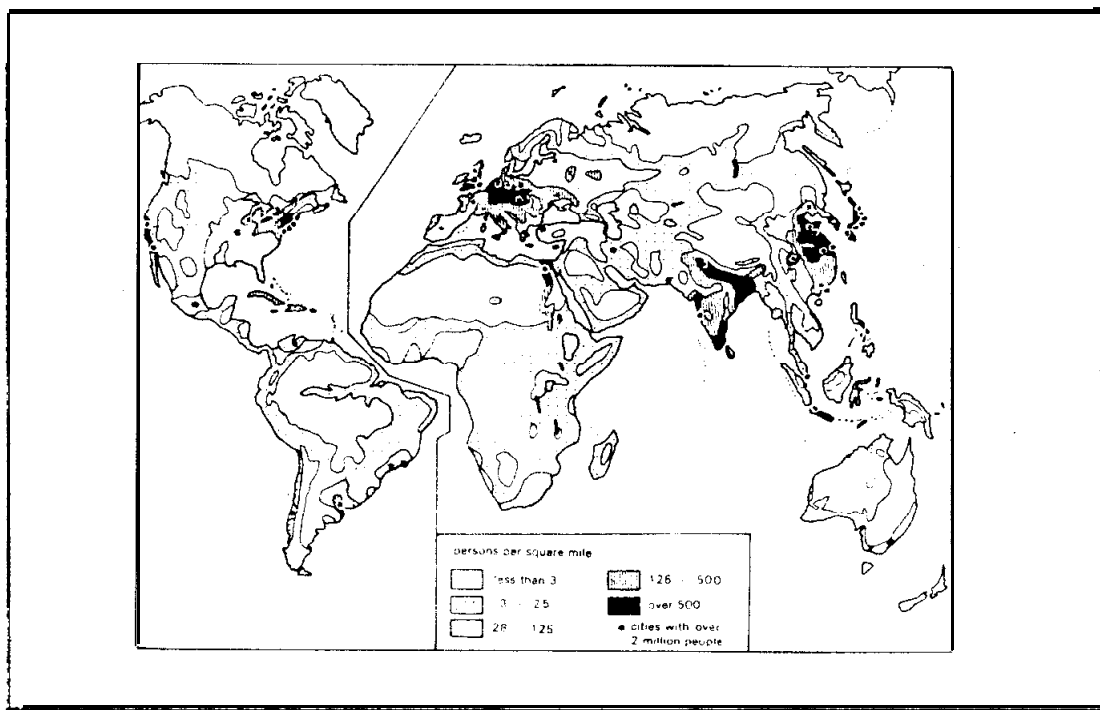 persons per square mile
less than 3
3 - 25
26 125
126 - 500
over 500
cities with over
2 million people